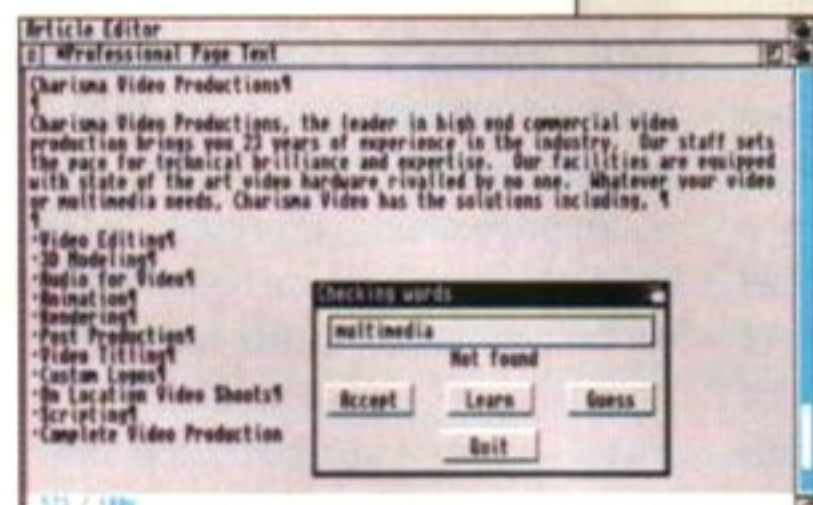 Article Editor
*Professional Page Text
Charisma Video Productions¶
¶
Charisma Video Productions, the leader in high end commercial video
production brings you 23 years of experience in the industry. Our staff sets
the pace for technical brilliance and expertise. Our facilities are equipped
with state of the art video hardware rivalled by no one. Whatever your video
or multimedia needs, Charisma Video has the solutions including, ¶
¶
·Video Editing¶
·3D Modeling¶
·Audio for Video¶
·Animation¶
·Rendering¶
·Post Production¶
·Video Titling¶
·Custom Logos¶
·On Location Video Shoots¶
·Scripting¶
·Complete Video Production
Checking words
multimedia
Not found
Accept Learn Guess
Quit